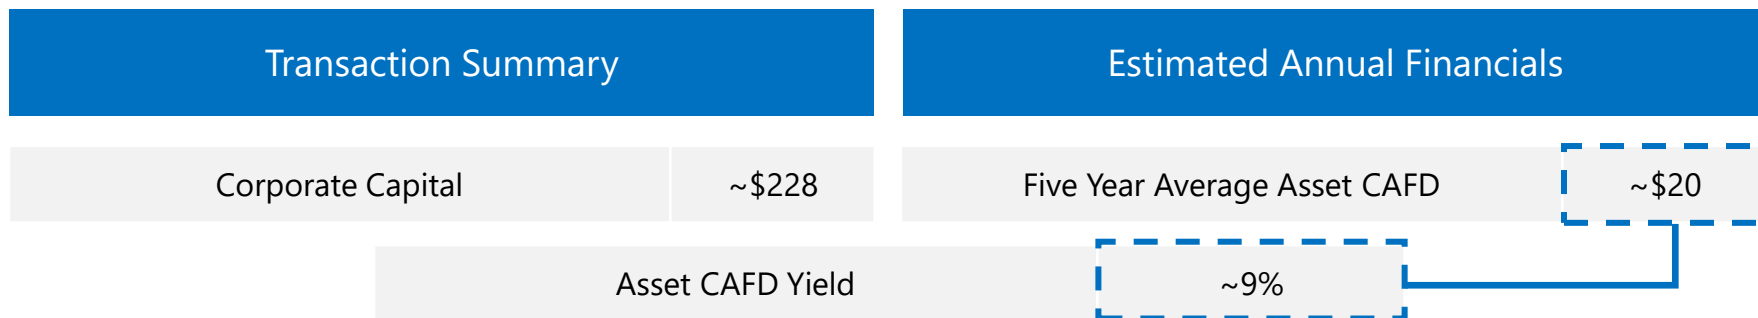 Transaction Summary
Estimated Annual Financials
Corporate Capital ~$228
Five Year Average Asset CAFD ~$20
Asset CAFD Yield ~9%